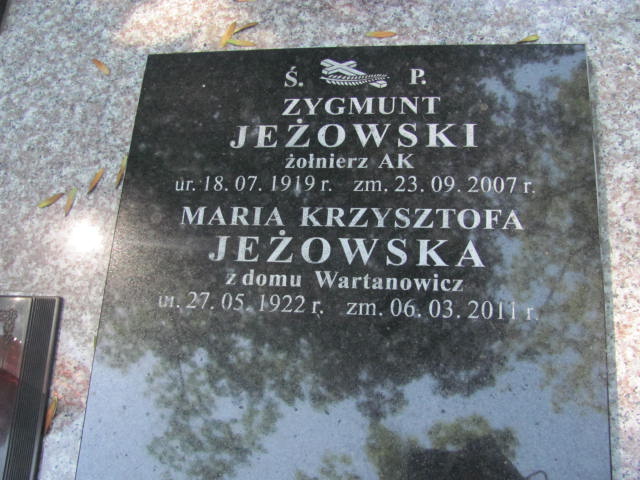 Ś. P.
ZYGMUNT
JEŻOWSKI
żołnierz AK
ur. 18. 07. 1919 r. zm. 23. 09. 2007 r.
MARIA KRZYSZTOFA
JEŻOWSKA
z domu Wartanowicz
ur. 27. 05. 1922 r. zm. 06. 03. 2011 r.